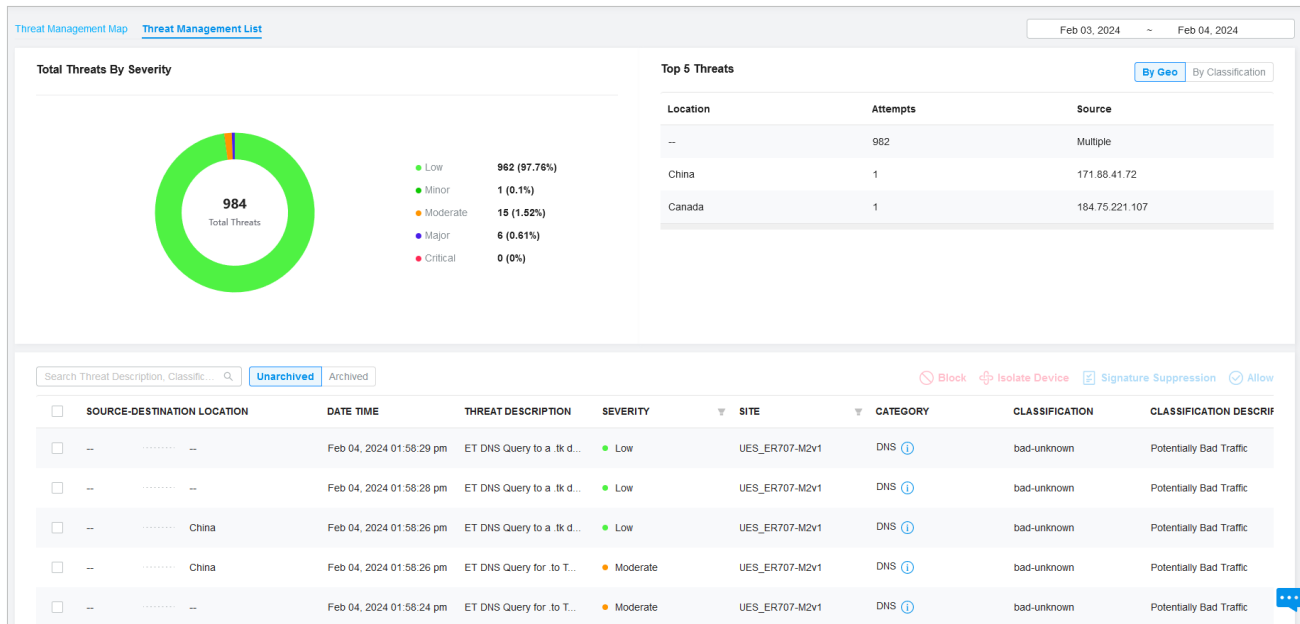 Threat Management Map Threat Management List
Feb 03, 2024 ~ Feb 04, 2024
Total Threats By Severity
984
Total Threats
Low 962 (97.76%)
Minor 1 (0.1%)
Moderate 15 (1.52%)
Major 6 (0.61%)
Critical 0 (0%)
Top 5 Threats
By Geo By Classification
Location Attempts Source
-- 982 Multiple
China 1 171.88.41.72
Canada 1 184.75.221.107
Search Threat Description, Classific... Unarchived Archived Block Isolate Device Signature Suppression Allow
SOURCE-DESTINATION LOCATION DATE TIME THREAT DESCRIPTION SEVERITY SITE CATEGORY CLASSIFICATION CLASSIFICATION DESCRIF
-- -- Feb 04, 2024 01:58:29 pm ET DNS Query to a .tk d... Low UES_ER707-M2v1 DNS bad-unknown Potentially Bad Traffic
-- -- Feb 04, 2024 01:58:28 pm ET DNS Query to a .tk d... Low UES_ER707-M2v1 DNS bad-unknown Potentially Bad Traffic
-- China Feb 04, 2024 01:58:26 pm ET DNS Query to a .tk d... Low UES_ER707-M2v1 DNS bad-unknown Potentially Bad Traffic
-- China Feb 04, 2024 01:58:26 pm ET DNS Query for .to T... Moderate UES_ER707-M2v1 DNS bad-unknown Potentially Bad Traffic
-- -- Feb 04, 2024 01:58:24 pm ET DNS Query for .to T... Moderate UES_ER707-M2v1 DNS bad-unknown Potentially Bad Traffic